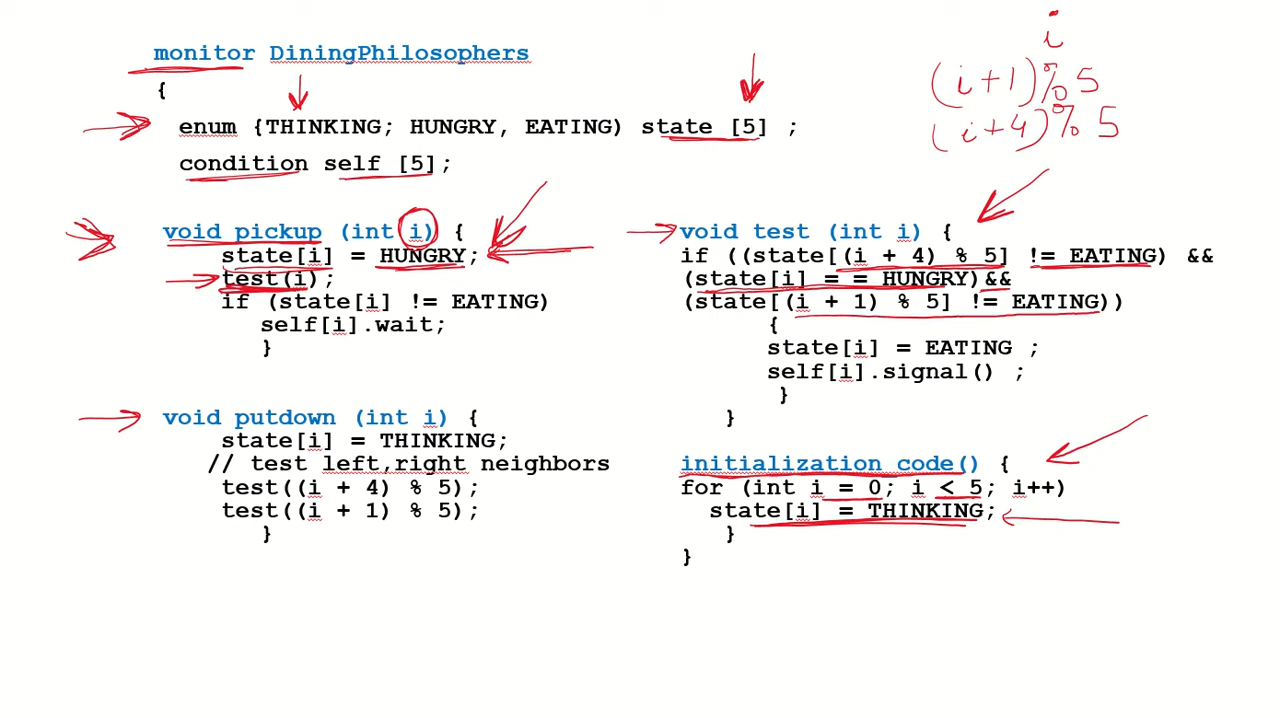 monitor DiningPhilosophers
{
enum {THINKING; HUNGRY, EATING) state [5] ;
condition self [5];
i
(i+1)%5
(i+4)% 5
void pickup (int i) {
state[i] = HUNGRY;
test(i);
if (state[i] != EATING)
self[i].wait;
}
void putdown (int i) {
state[i] = THINKING;
// test left,right neighbors
test((i + 4) % 5);
test((i + 1) % 5);
}
void test (int i) {
if ((state[(i + 4) % 5] != EATING) &&
(state[i] = = HUNGRY)&&
(state[(i + 1) % 5] != EATING))
{
state[i] = EATING ;
self[i].signal() ;
}
}
initialization code() {
for (int i = 0; i < 5; i++)
state[i] = THINKING;
}
}